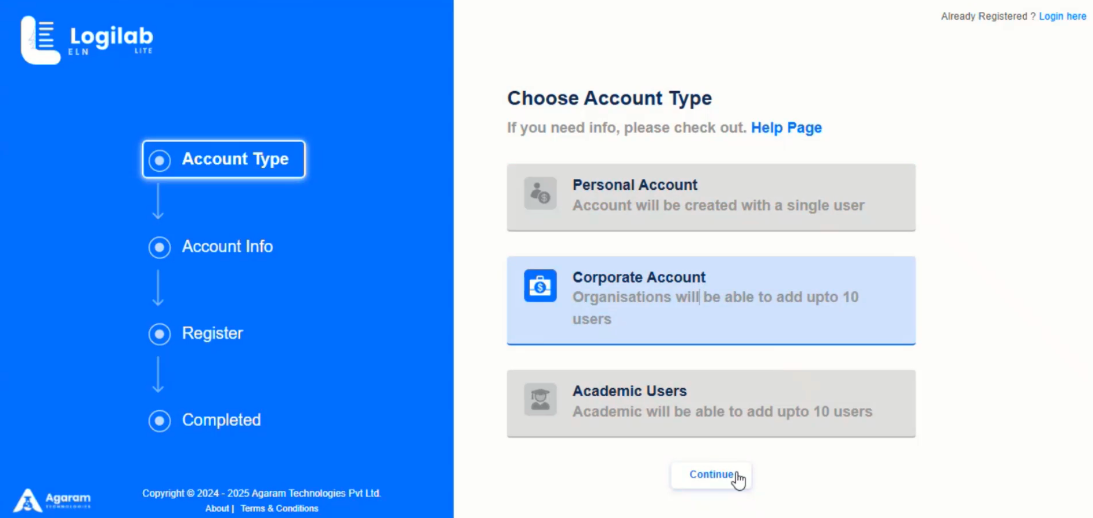 Logilab
ELN LITE
Already Registered ? Login here
Account Type
Account Info
Register
Completed
Choose Account Type
If you need info, please check out. Help Page
Personal Account
Account will be created with a single user
Corporate Account
Organisations will be able to add upto 10
users
Academic Users
Academic will be able to add upto 10 users
Continue
Agaram
TECHNOLOGIES
Copyright © 2024 - 2025 Agaram Technologies Pvt Ltd.
About | Terms & Conditions